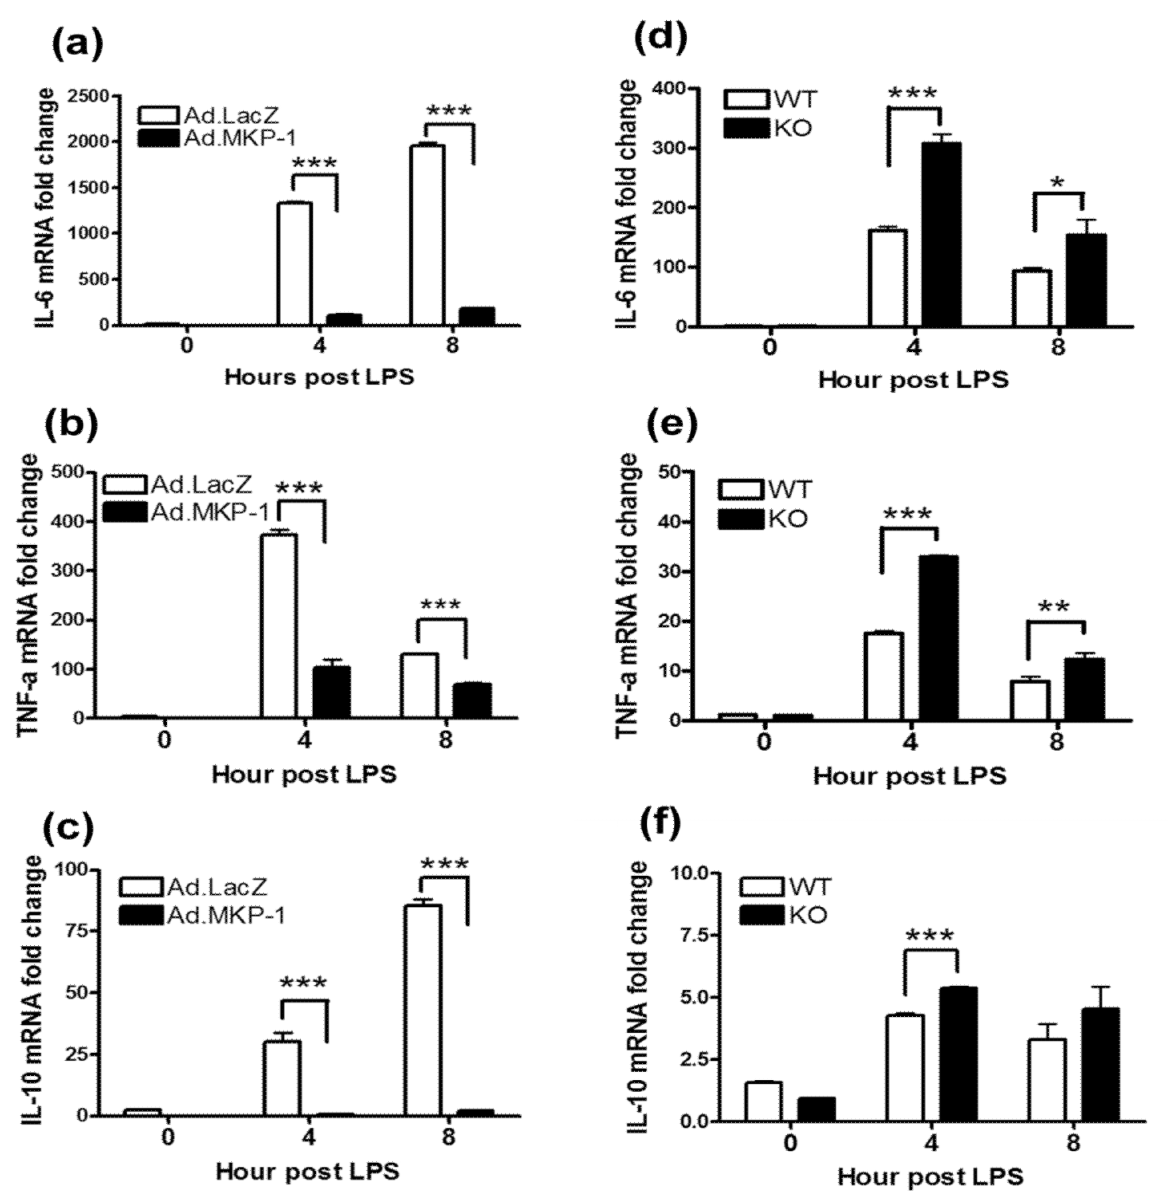 (a)
IL-6 mRNA fold change
2500
2000
1500
1000
500
0
Ad.LacZ
Ad.MKP-1
***
***
0 4 8
Hours post LPS
(d)
IL-6 mRNA fold change
400
300
200
100
0
WT
KO
***
*
0 4 8
Hour post LPS
(b)
TNF-a mRNA fold change
500
400
300
200
100
0
Ad.LacZ
Ad.MKP-1
***
***
0 4 8
Hour post LPS
(e)
TNF-a mRNA fold change
50
40
30
20
10
0
WT
KO
***
**
0 4 8
Hour post LPS
(c)
IL-10 mRNA fold change
100
75
50
25
0
Ad.LacZ
Ad.MKP-1
***
***
0 4 8
Hour post LPS
(f)
IL-10 mRNA fold change
10.0
7.5
5.0
2.5
0.0
WT
KO
***
0 4 8
Hour post LPS